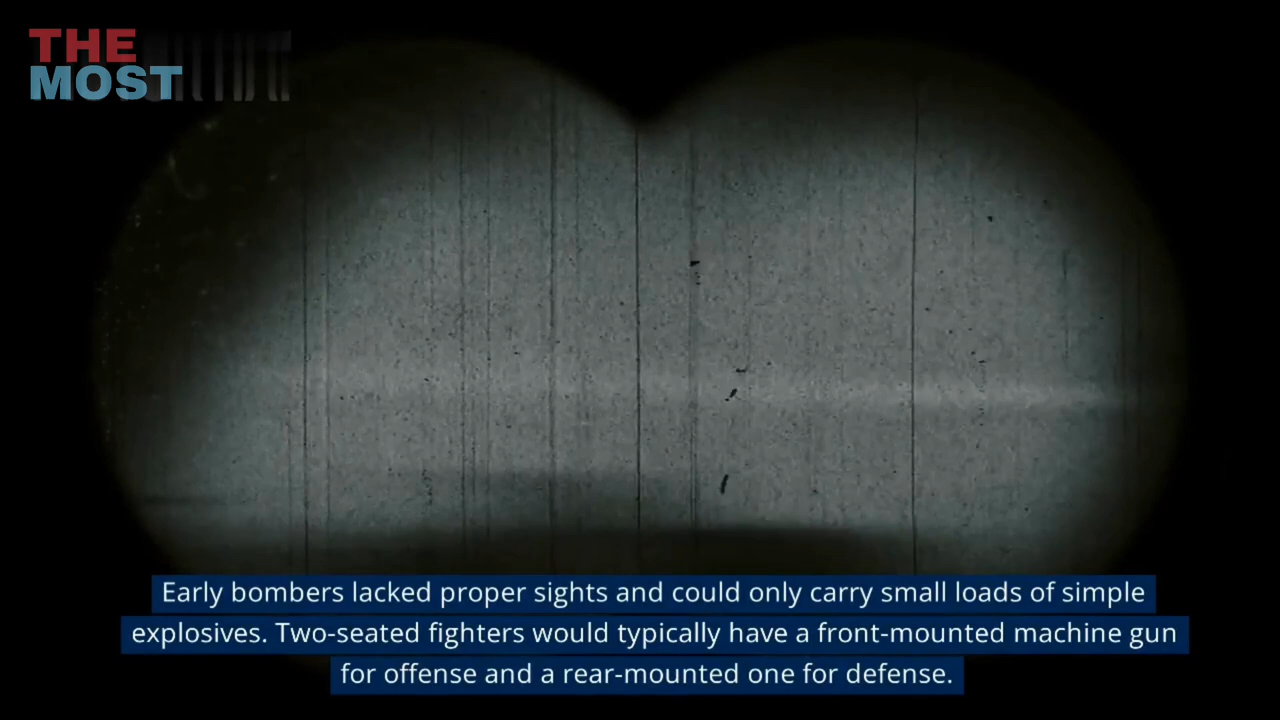 THE
MOST
Early bombers lacked proper sights and could only carry small loads of simple
explosives. Two-seated fighters would typically have a front-mounted machine gun
for offense and a rear-mounted one for defense.